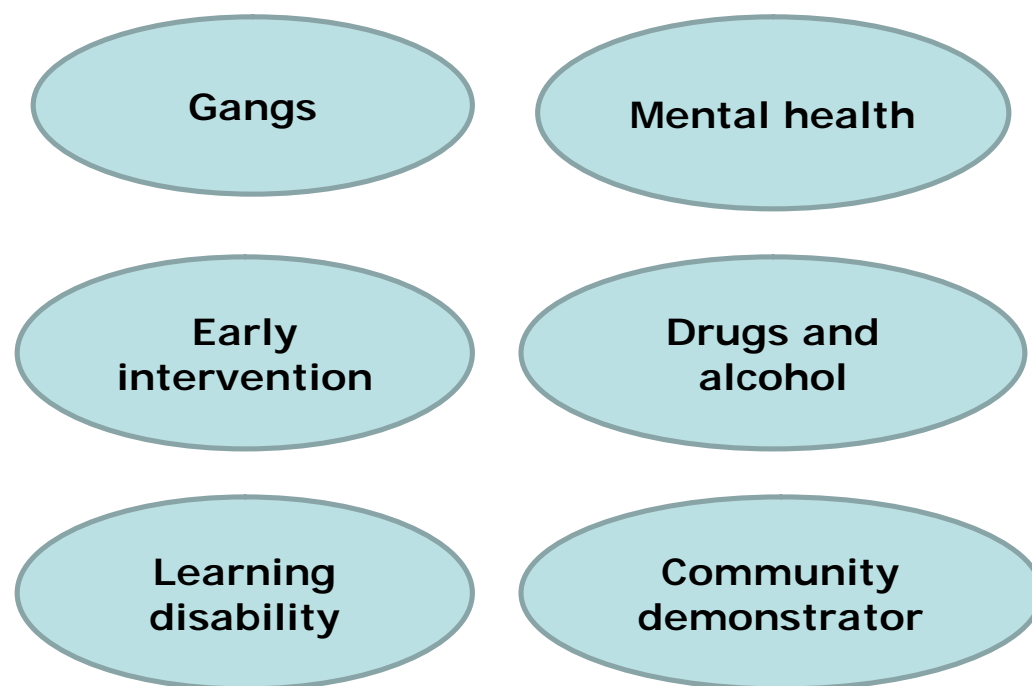 Gangs
Mental health
Early
intervention
Drugs and
alcohol
Learning
disability
Community
demonstrator